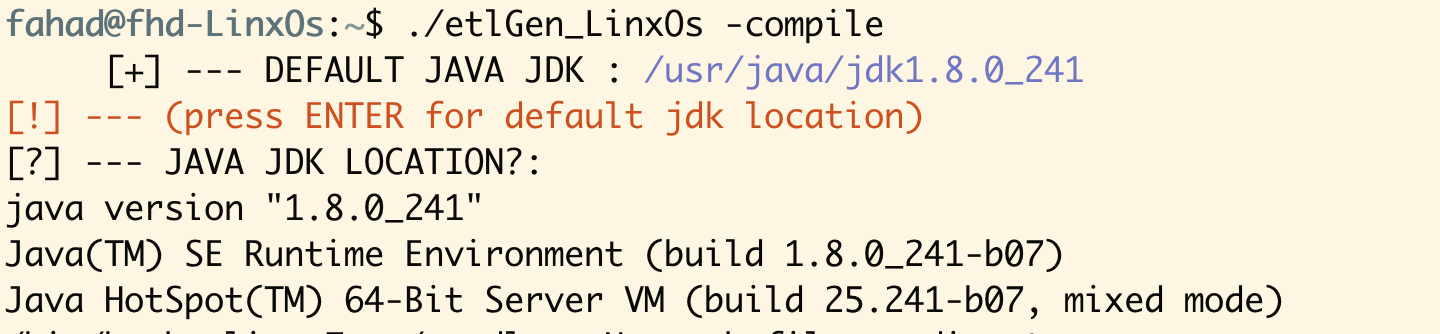 fahad@fhd-LinxOs:~$ ./etlGen_LinxOs -compile
[+] --- DEFAULT JAVA JDK : /usr/java/jdk1.8.0_241
[!] --- (press ENTER for default jdk location)
[?] --- JAVA JDK LOCATION?:
java version "1.8.0_241"
Java(TM) SE Runtime Environment (build 1.8.0_241-b07)
Java HotSpot(TM) 64-Bit Server VM (build 25.241-b07, mixed mode)